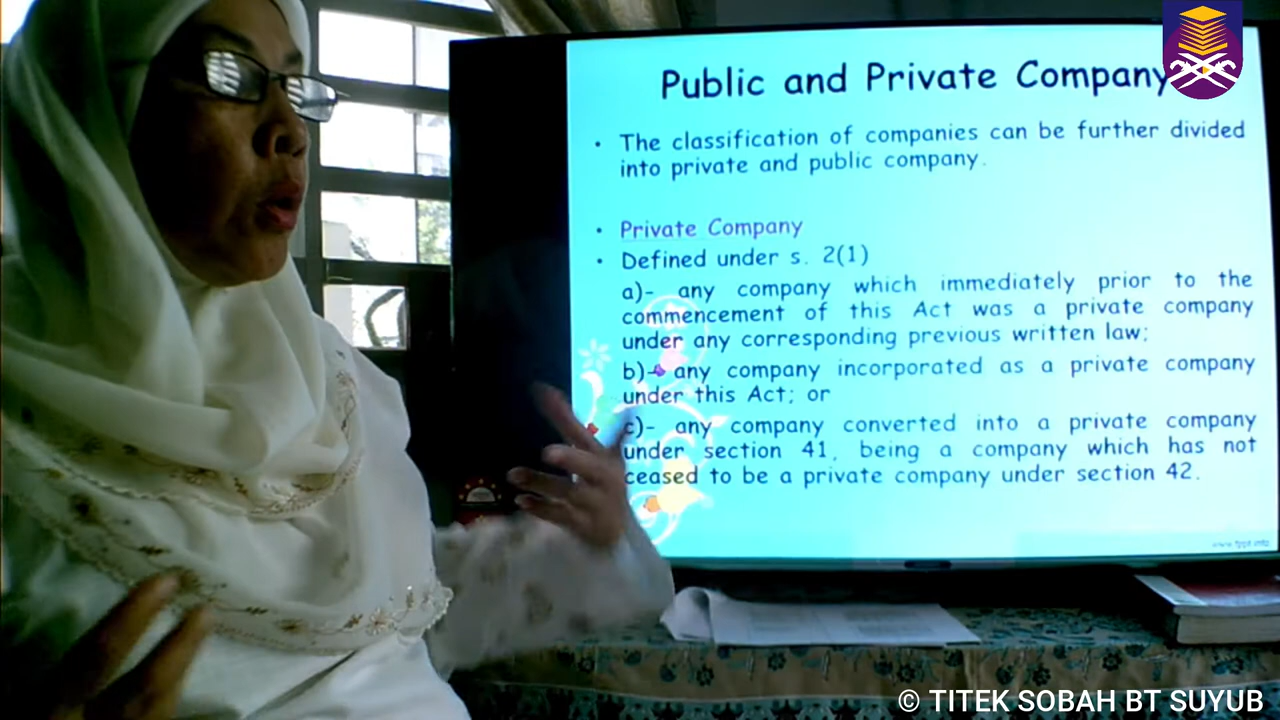 Public and Private Company
• The classification of companies can be further divided
into private and public company.
• Private Company
• Defined under s. 2(1)
a)- any company which immediately prior to the
commencement of this Act was a private company
under any corresponding previous written law;
b)- any company incorporated as a private company
under this Act; or
c)- any company converted into a private company
under section 41, being a company which has not
ceased to be a private company under section 42.
© TITEK SOBAH BT SUYUB